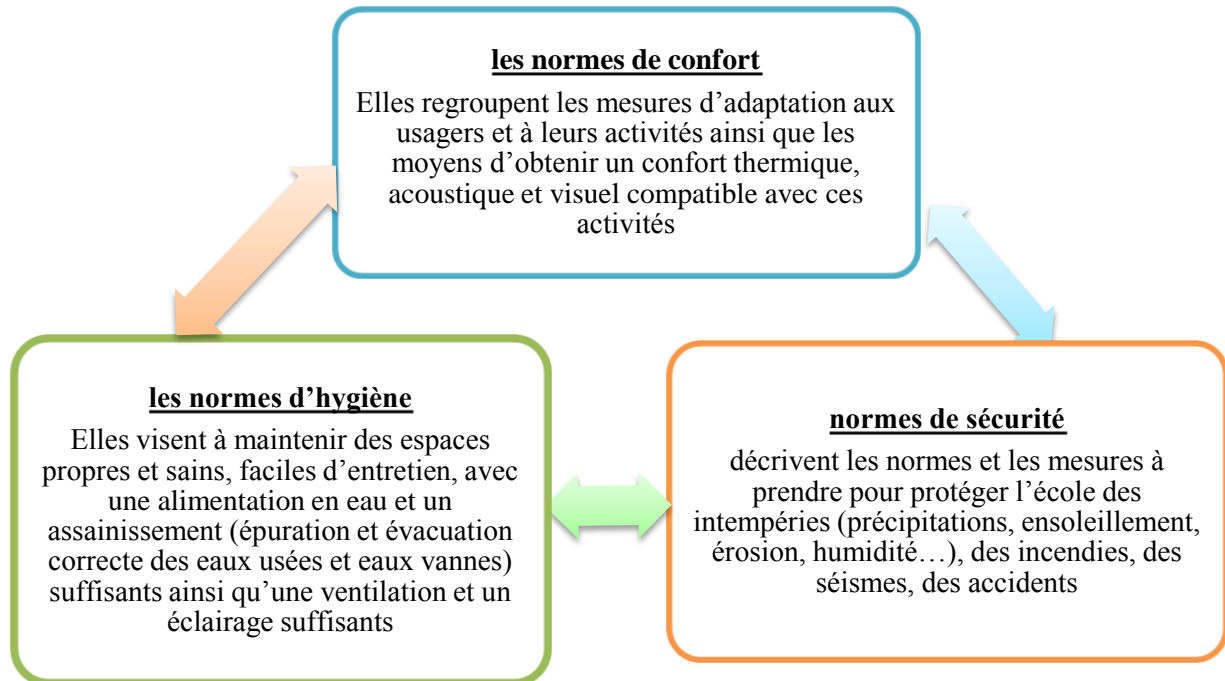 les normes de confort
Elles regroupent les mesures d’adaptation aux
usagers et à leurs activités ainsi que les
moyens d’obtenir un confort thermique,
acoustique et visuel compatible avec ces
activités
les normes d’hygiène
Elles visent à maintenir des espaces
propres et sains, faciles d’entretien, avec
une alimentation en eau et un
assainissement (épuration et évacuation
correcte des eaux usées et eaux vannes)
suffisants ainsi qu’une ventilation et un
éclairage suffisants
normes de sécurité
décrivent les normes et les mesures à
prendre pour protéger l’école des
intempéries (précipitations, ensoleillement,
érosion, humidité…), des incendies, des
séismes, des accidents